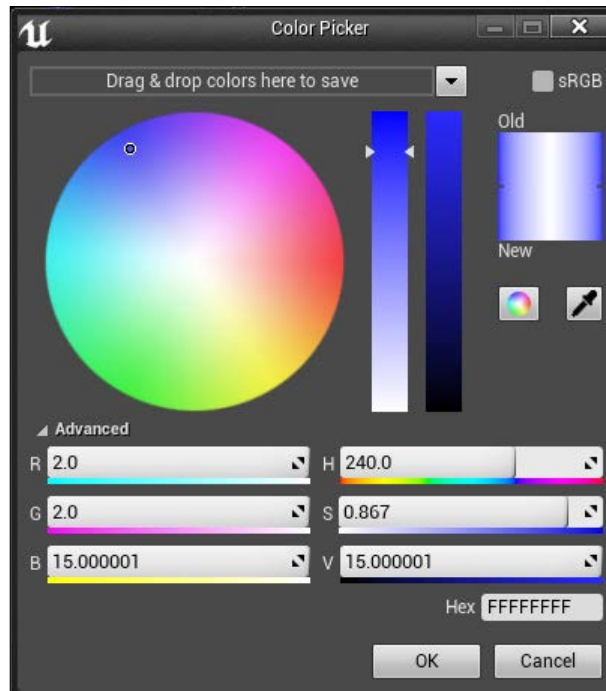 Color Picker
Drag & drop colors here to save
sRGB
Old
New
Advanced
R 2.0 H 240.0
G 2.0 S 0.867
B 15.000001 V 15.000001
Hex FFFFFFFF
OK Cancel